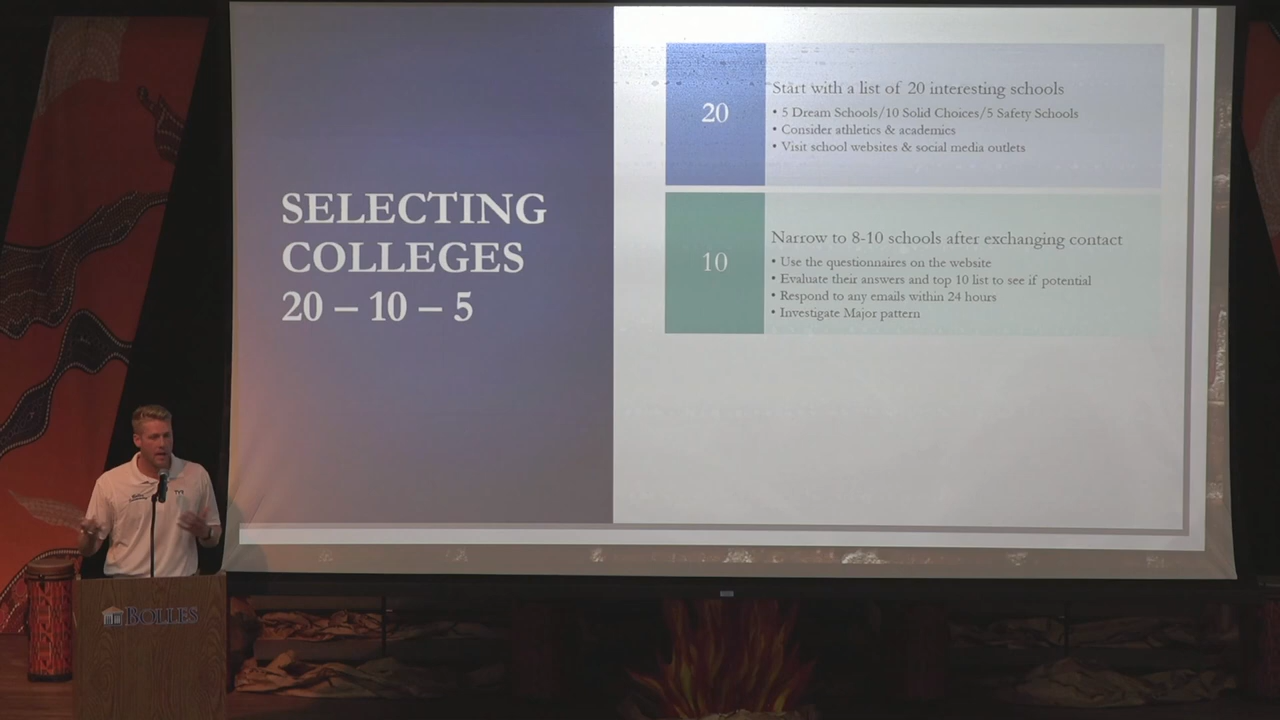 SELECTING
COLLEGES
20 – 10 – 5
20
Start with a list of 20 interesting schools
• 5 Dream Schools/10 Solid Choices/5 Safety Schools
• Consider athletics & academics
• Visit school websites & social media outlets
10
Narrow to 8-10 schools after exchanging contact
• Use the questionnaires on the website
• Evaluate their answers and top 10 list to see if potential
• Respond to any emails within 24 hours
• Investigate Major pattern
BOLLES